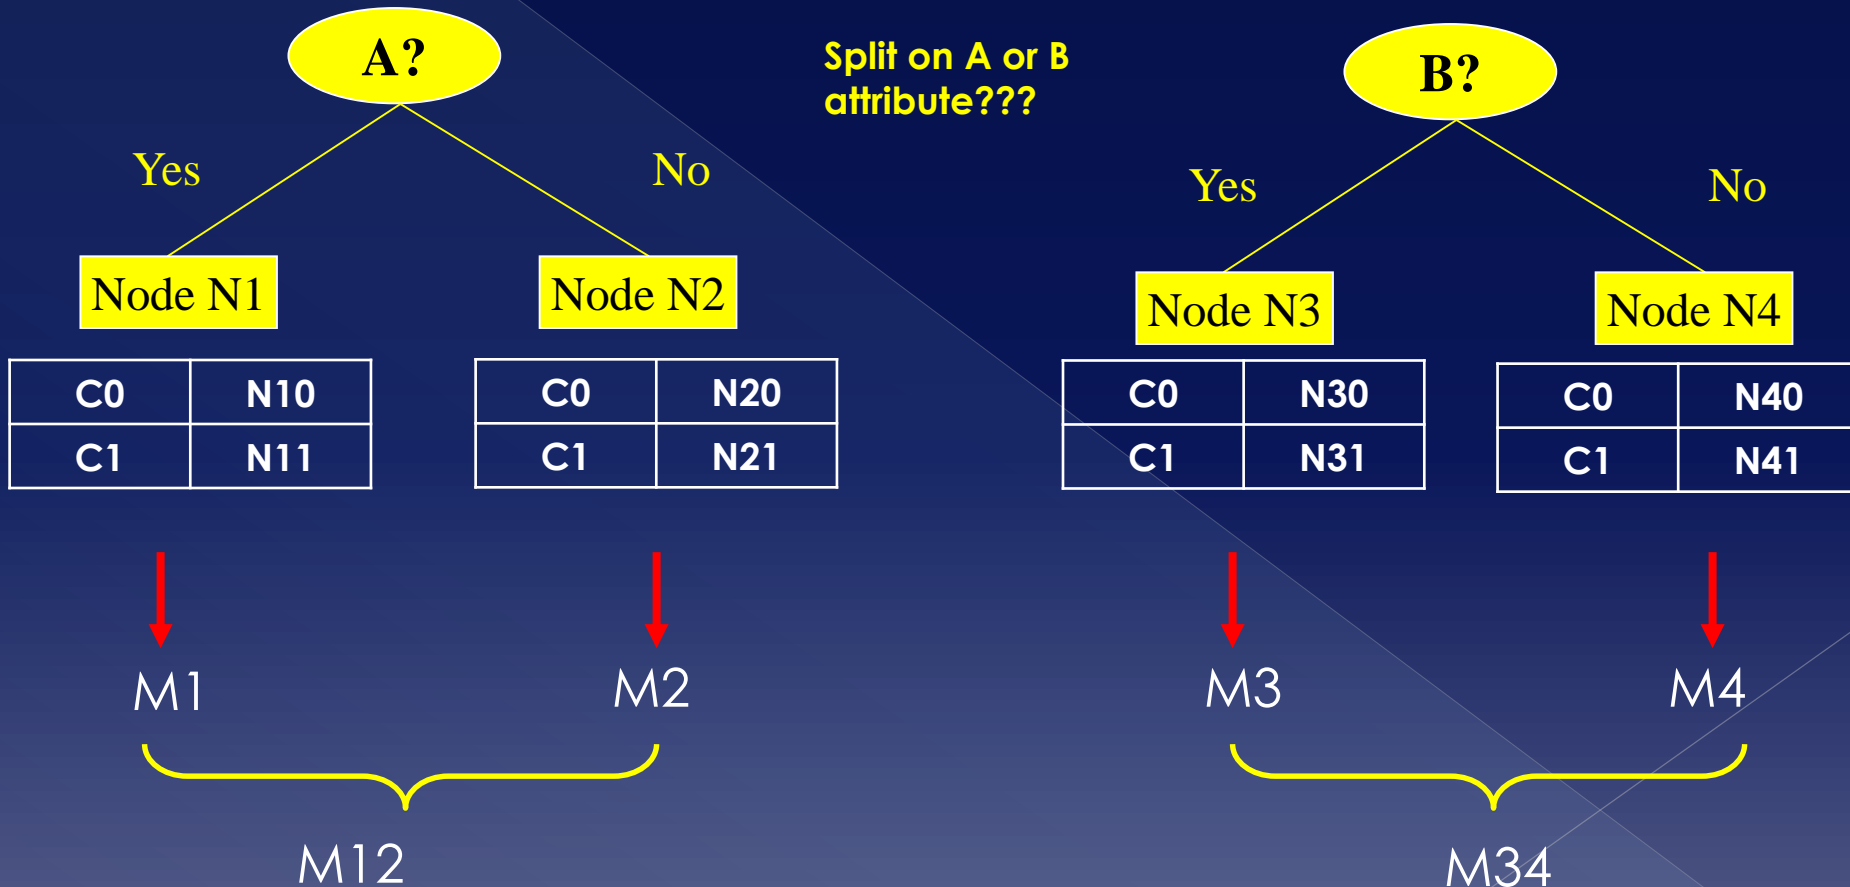 A?
Split on A or B
attribute???
B?
Yes
No
Yes
No
Node N1
Node N2
Node N3
Node N4
C0 N10
C1 N11
C0 N20
C1 N21
C0 N30
C1 N31
C0 N40
C1 N41
M1
M2
M3
M4
M12
M34